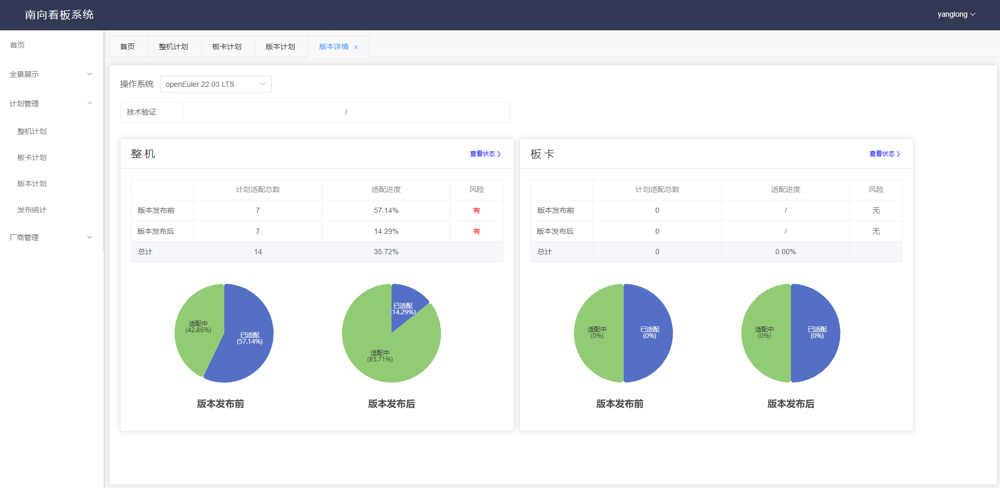 南向看板系统
yanglong
首页
全景展示
计划管理
整机计划
板卡计划
版本计划
发布统计
厂商管理
首页 整机计划 板卡计划 版本计划 版本详情 ×
操作系统 openEuler 22.03 LTS
技术验证 /
整 机 查看状态 》
计划适配总数 适配进度 风险
版本发布前 7 57.14% 有
版本发布后 7 14.29% 有
总计 14 35.72%
适配中
(42.86%)
已适配
(57.14%)
版本发布前
已适配
(14.29%)
适配中
(85.71%)
版本发布后
板 卡 查看状态 》
计划适配总数 适配进度 风险
版本发布前 0 / 无
版本发布后 0 / 无
总计 0 0.00%
适配中
(0%)
已适配
(0%)
版本发布前
适配中
(0%)
已适配
(0%)
版本发布后